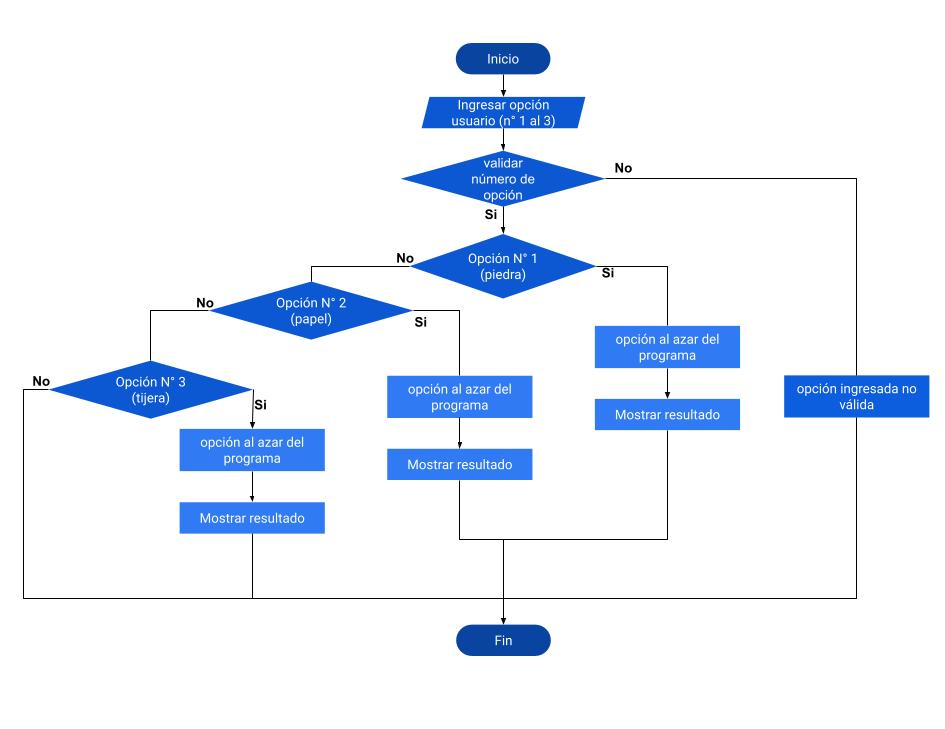 Inicio
Ingresar opción
usuario (n° 1 al 3)
validar
número de
opción
No
Si
Opción N° 1
(piedra)
No
Si
Opción N° 2
(papel)
No
Si
opción al azar del
programa
Mostrar resultado
Opción N° 3
(tijera)
No
Si
opción al azar del
programa
Mostrar resultado
opción al azar del
programa
Mostrar resultado
opción ingresada no
válida
Fin